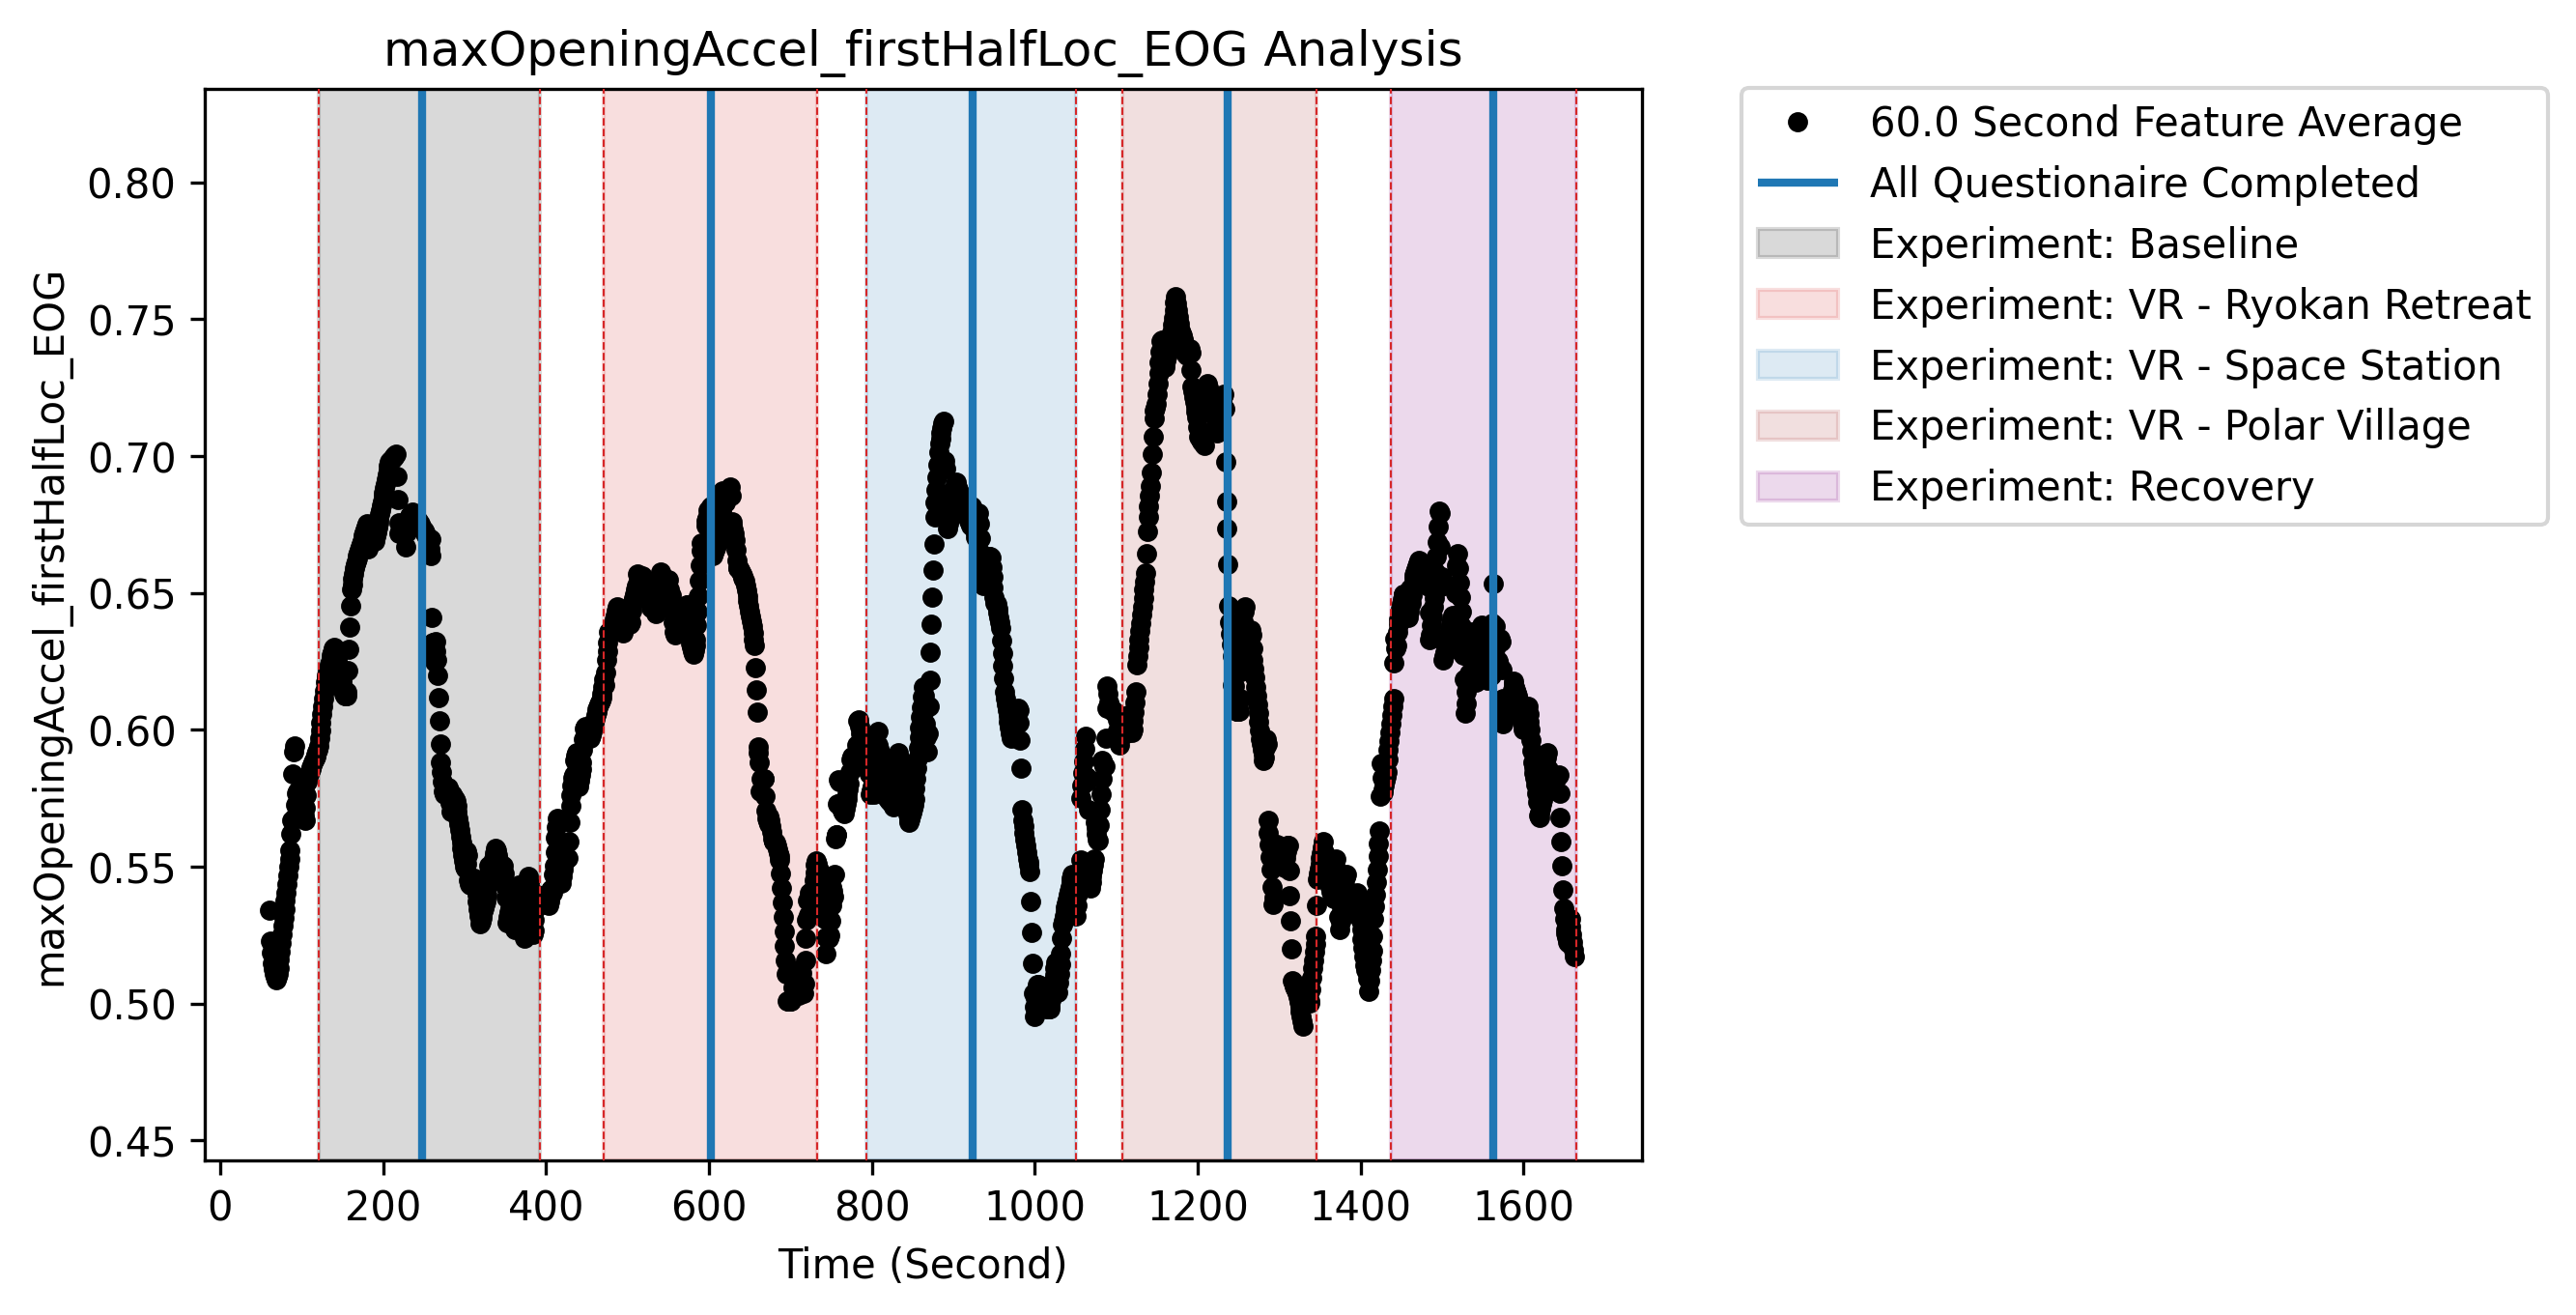 maxOpeningAccel_firstHalfLoc_EOG Analysis
maxOpeningAccel_firstHalfLoc_EOG
0.80
0.75
0.70
0.65
0.60
0.55
0.50
0.45
0 200 400 600 800 1000 1200 1400 1600
Time (Second)
60.0 Second Feature Average
All Questionaire Completed
Experiment: Baseline
Experiment: VR - Ryokan Retreat
Experiment: VR - Space Station
Experiment: VR - Polar Village
Experiment: Recovery